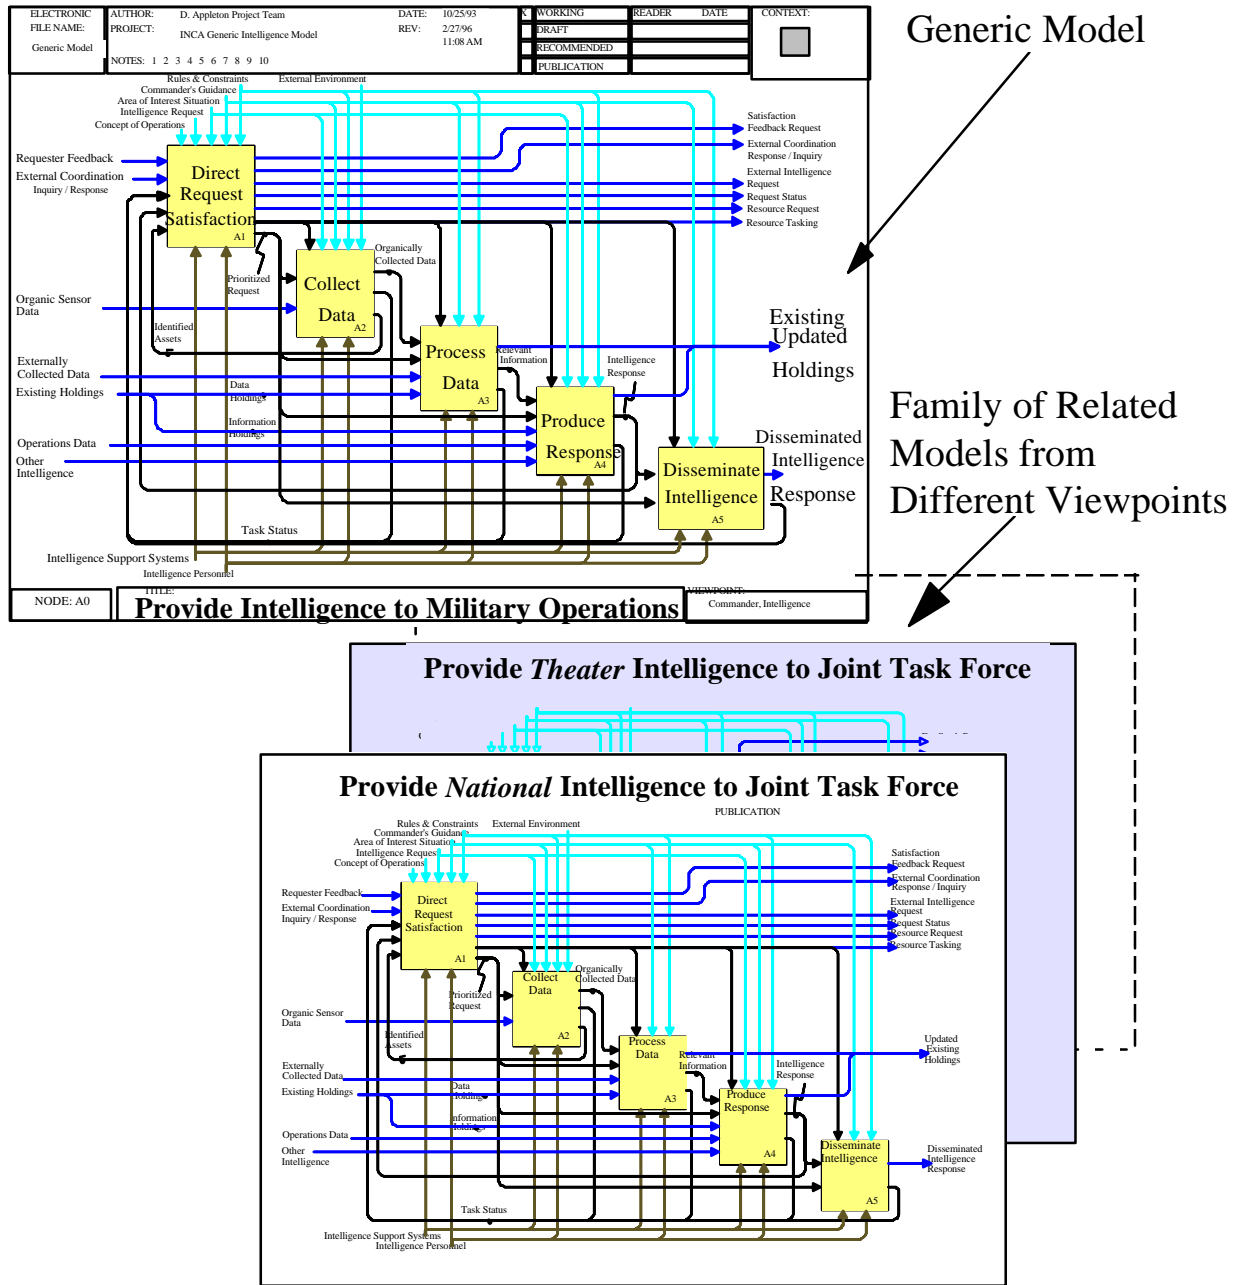 ELECTRONIC
FILE NAME:
Generic Model
AUTHOR: D. Appleton Project Team
PROJECT: INCA Generic Intelligence Model
DATE: 10/25/93
REV: 2/27/96
11:08 AM
NOTES: 1 2 3 4 5 6 7 8 9 10
X WORKING
DRAFT
RECOMMENDED
PUBLICATION
READER DATE
CONTEXT:
Generic Model
Rules & Constraints
External Environment
Commander's Guidance
Area of Interest Situation
Intelligence Request
Concept of Operations
Satisfaction
Feedback Request
External Coordination
Response / Inquiry
External Intelligence
Request
Request Status
Resource Request
Resource Tasking
Requester Feedback
External Coordination
Inquiry / Response
Direct
Request
Satisfaction
A1
Prioritized
Request
Organically
Collected Data
Collect
Data
A2
Organic Sensor
Data
Identified
Assets
Process
Data
A3
Relevant
Information
Intelligence
Response
Existing
Updated
Holdings
Externally
Collected Data
Existing Holdings
Data
Holdings
Information
Holdings
Produce
Response
A4
Operations Data
Other
Intelligence
Disseminate
Intelligence
A5
Disseminated
Intelligence
Response
Task Status
Intelligence Support Systems
Intelligence Personnel
NODE: A0
TITLE:
Provide Intelligence to Military Operations
VIEWPOINT:
Commander, Intelligence
Family of Related
Models from
Different Viewpoints
Provide Theater Intelligence to Joint Task Force
Provide National Intelligence to Joint Task Force
PUBLICATION
Rules & Constraints
External Environment
Commander's Guidance
Area of Interest Situation
Intelligence Request
Concept of Operations
Satisfaction
Feedback Request
External Coordination
Response / Inquiry
External Intelligence
Request
Request Status
Resource Request
Resource Tasking
Requester Feedback
External Coordination
Inquiry / Response
Direct
Request
Satisfaction
A1
Prioritized
Request
Organically
Collected Data
Collect
Data
A2
Organic Sensor
Data
Identified
Assets
Process
Data
A3
Relevant
Information
Intelligence
Response
Updated
Existing
Holdings
Externally
Collected Data
Existing Holdings
Data
Holdings
Information
Holdings
Produce
Response
A4
Operations Data
Other
Intelligence
Disseminate
Intelligence
A5
Disseminated
Intelligence
Response
Task Status
Intelligence Support Systems
Intelligence Personnel